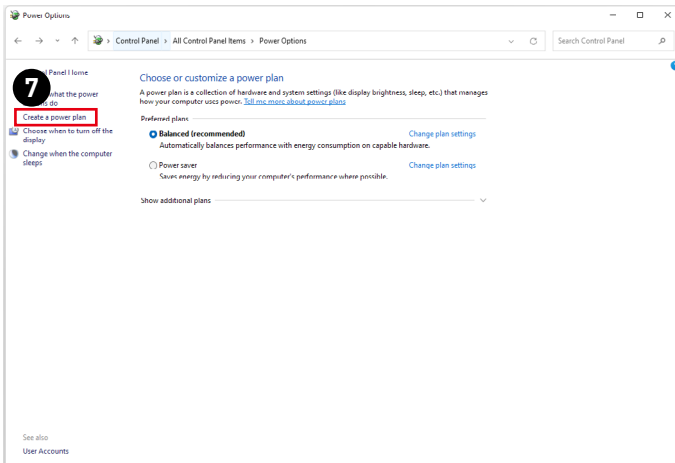 Power Options
Control Panel > All Control Panel Items > Power Options
Search Control Panel
Home
7
what the power
do
Create a power plan
Choose when to turn off the
display
Change when the computer
sleeps
Choose or customize a power plan
A power plan is a collection of hardware and system settings (like display brightness, sleep, etc.) that manages
how your computer uses power. Tell me more about power plans
Preferred plans
Balanced (recommended) Change plan settings
Automatically balances performance with energy consumption on capable hardware.
Power saver Change plan settings
Saves energy by reducing your computer's performance where possible.
Show additional plans
See also
User Accounts